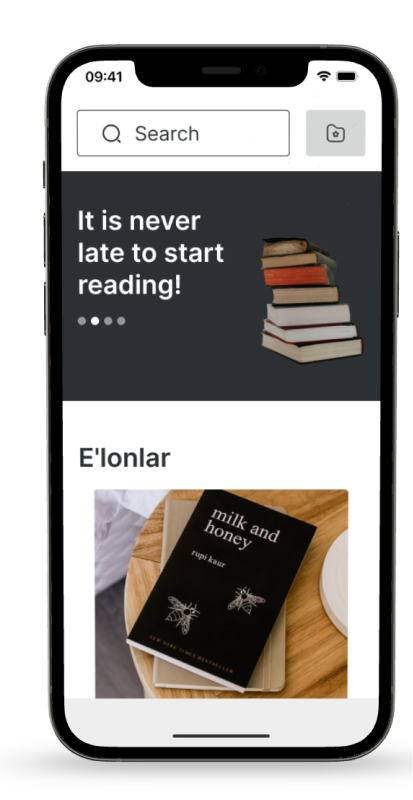 09:41
Search
It is never
late to start
reading!
E'lonlar
milk and
honey
rupi kaur
NEW YORK TIMES BESTSELLER